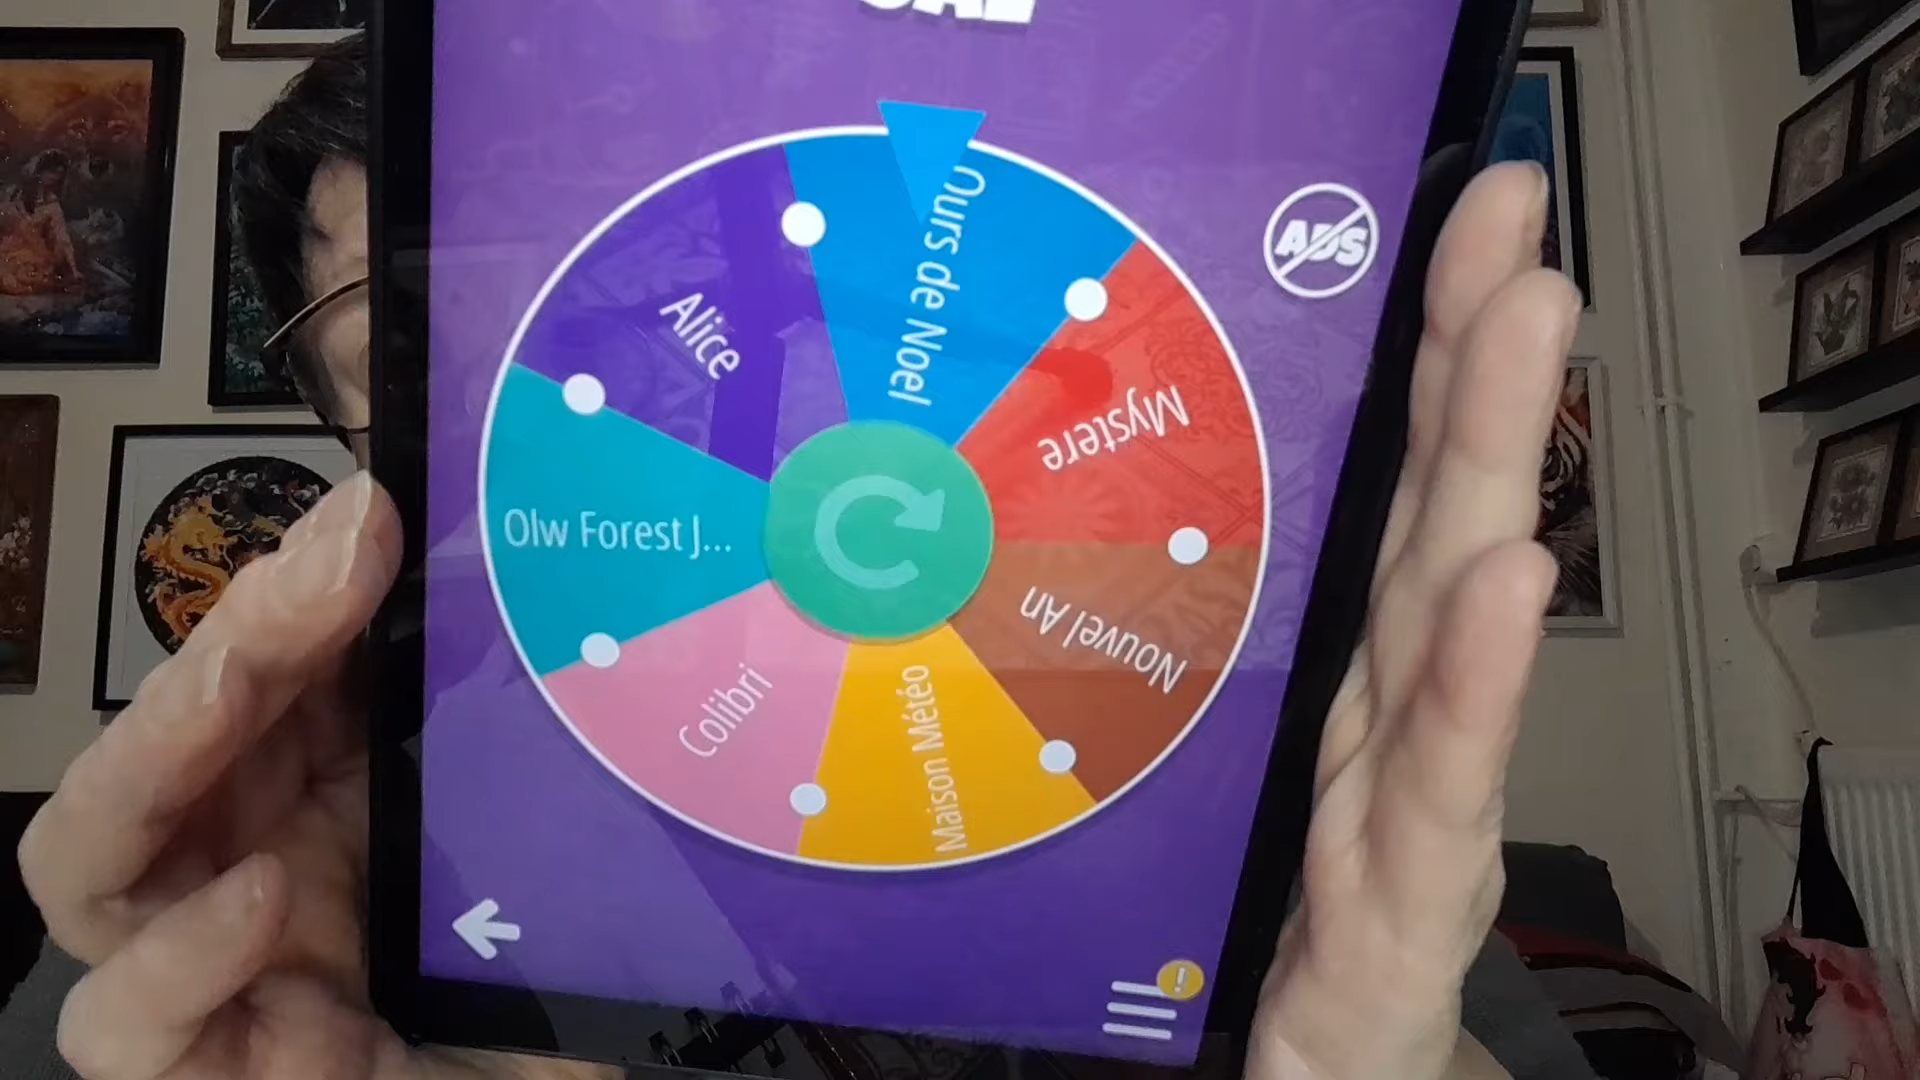 Ours de Noel
ADS
Alice
Mystere
Olw Forest J...
Nouvel An
Colibri
Maison Météo
!